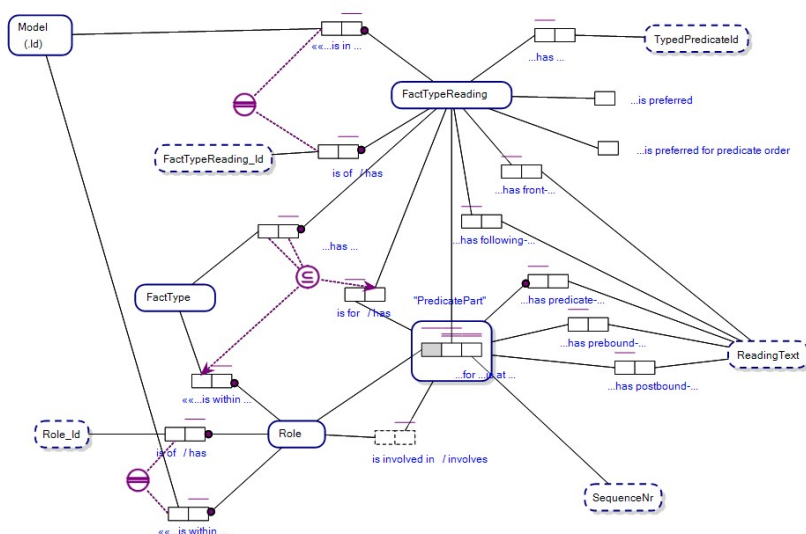 Model
(.Id)
««...is in ...
...has ...
TypedPredicateId
FactTypeReading
...is preferred
...is preferred for predicate order
FactTypeReading_Id
is of / has
...has front-...
...has following-...
...has ...
FactType
is for / has
"PredicatePart"
...has predicate-...
...has prebound-...
ReadingText
...for ...is at ...
...has postbound-...
««...is within ...
Role_Id
is of / has
Role
is involved in / involves
SequenceNr
««...is within ...